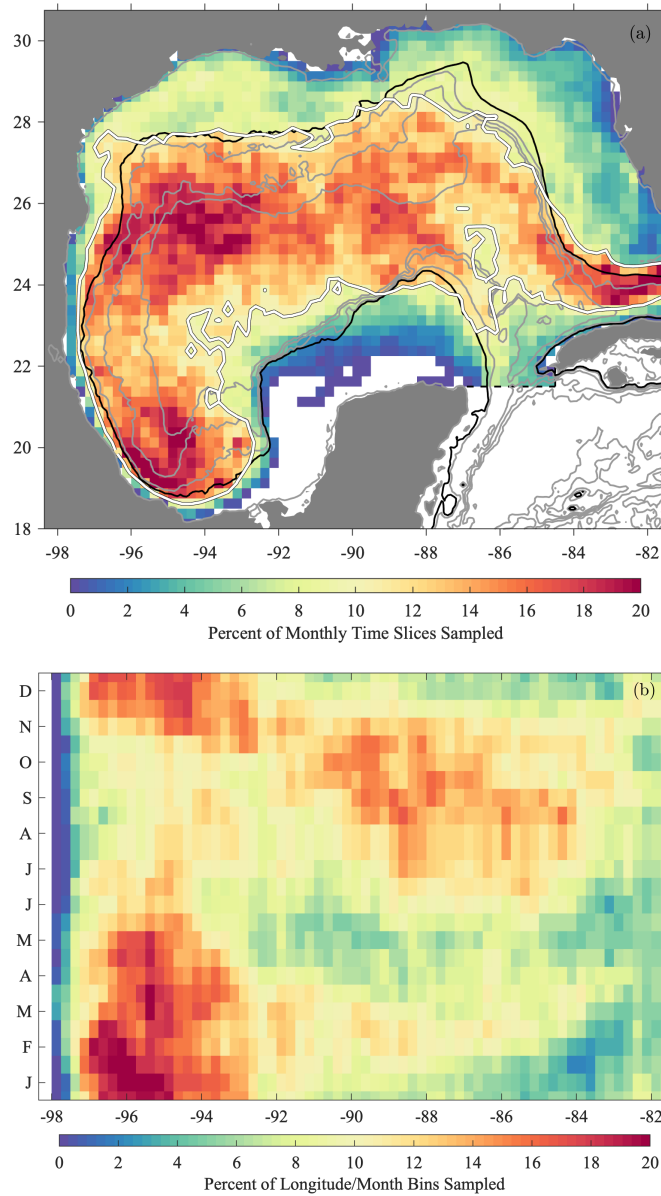 (a)
30
28
26
24
22
20
18
-98 -96 -94 -92 -90 -88 -86 -84 -82
0 2 4 6 8 10 12 14 16 18 20
Percent of Monthly Time Slices Sampled
(b)
D
N
O
S
A
J
J
M
A
M
F
J
-98 -96 -94 -92 -90 -88 -86 -84 -82
0 2 4 6 8 10 12 14 16 18 20
Percent of Longitude/Month Bins Sampled